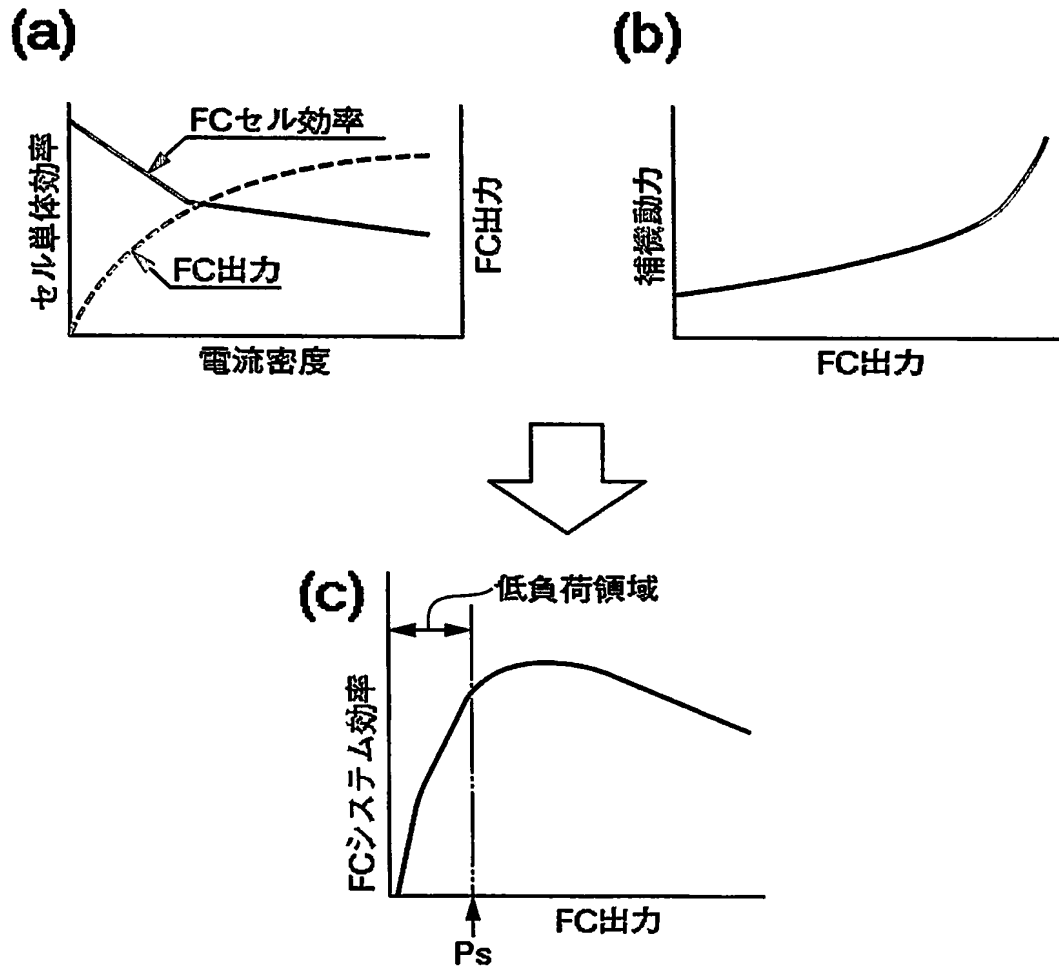 (a)
FCセル効率
セル単体効率
FC出力
FC出力
電流密度
(b)
補機動力
FC出力
(c)
低負荷領域
FCシステム効率
FC出力
Ps